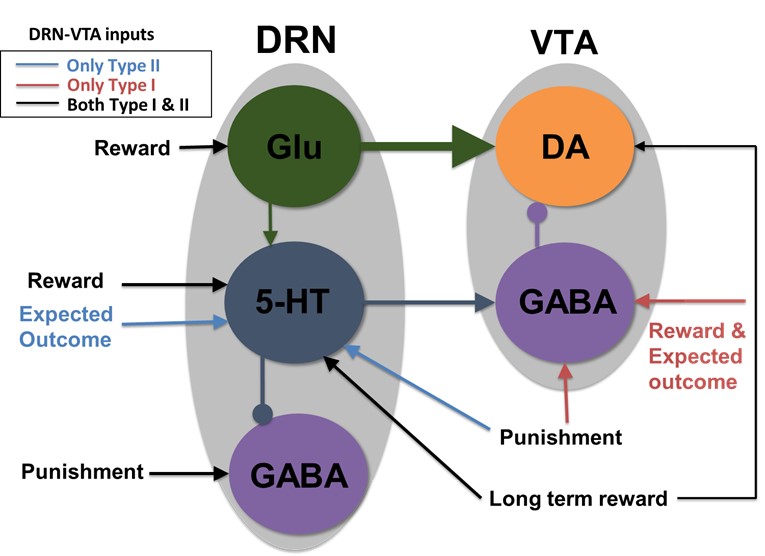 DRN-VTA inputs
Only Type II
Only Type I
Both Type I & II
DRN
VTA
Reward
Glu
DA
Reward
Expected
Outcome
5-HT
GABA
Reward &
Expected
outcome
Punishment
Punishment
GABA
Long term reward